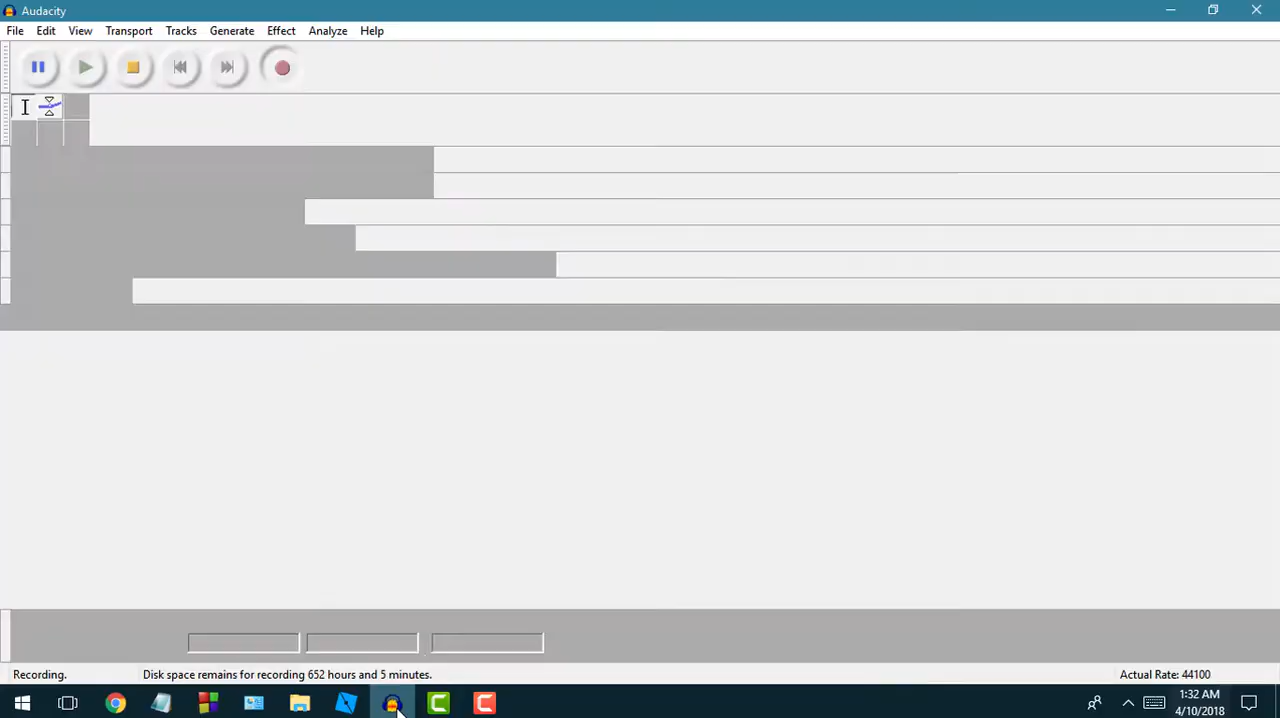 Audacity
File Edit View Transport Tracks Generate Effect Analyze Help
Recording. Disk space remains for recording 652 hours and 5 minutes. Actual Rate: 44100
1:32 AM
4/10/2018